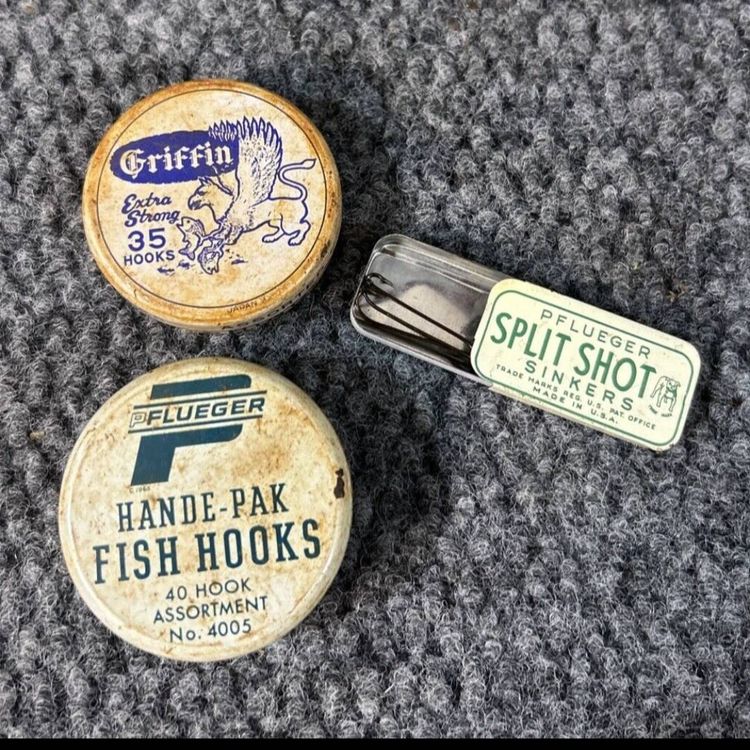 Griffin
Extra
Strong
35
HOOKS
JAPAN
PFLUEGER
SPLIT SHOT
SINKERS
TRADE MARKS REG. U.S. PAT. OFFICE
MADE IN U.S.A.
PFLUEGER
HANDE-PAK
FISH HOOKS
40 HOOK
ASSORTMENT
No. 4005